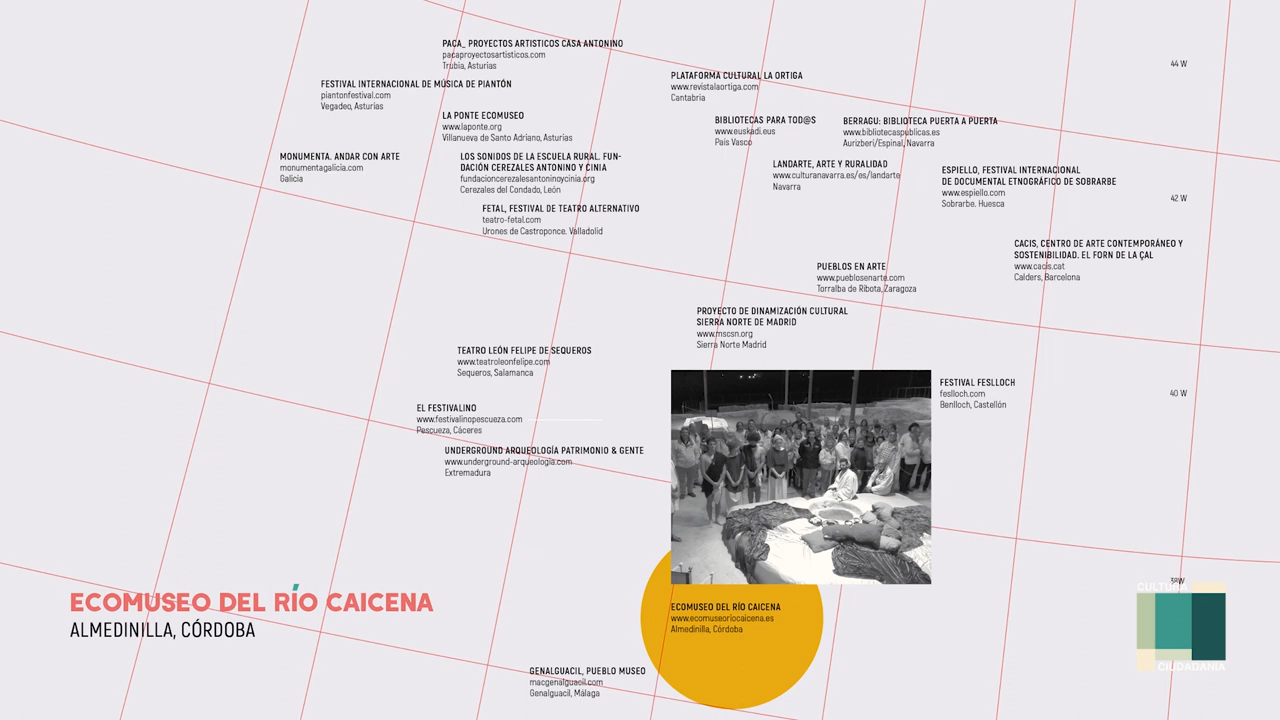 PACA_ PROYECTOS ARTISTICOS CASA ANTONINO
pacaproyectosartisticos.com
Trubia, Asturias
44 W
PLATAFORMA CULTURAL LA ORTIGA
www.revistalaortiga.com
Cantabria
FESTIVAL INTERNACIONAL DE MÚSICA DE PIANTÓN
piantonfestival.com
Vegadeo, Asturias
LA PONTE ECOMUSEO
www.laponte.org
Villanueva de Santo Adriano, Asturias
BIBLIOTECAS PARA TOD@S
www.euskadi.eus
País Vasco
BERRAGU: BIBLIOTECA PUERTA A PUERTA
www.bibliotecaspublicas.es
Aurizberri/Espinal, Navarra
MONUMENTA. ANDAR CON ARTE
monumentagalicia.com
Galicia
LOS SONIDOS DE LA ESCUELA RURAL. FUN-
DACIÓN CEREZALES ANTONINO Y CINIA
fundacioncerezalesantoninoycinia.org
Cerezales del Condado, León
LANDARTE, ARTE Y RURALIDAD
www.culturanavarra.es/es/landarte
Navarra
ESPIELLO, FESTIVAL INTERNACIONAL
DE DOCUMENTAL ETNOGRÁFICO DE SOBRARBE
www.espiello.com
Sobrarbe. Huesca
42 W
FETAL, FESTIVAL DE TEATRO ALTERNATIVO
teatro-fetal.com
Urones de Castroponce. Valladolid
CACIS, CENTRO DE ARTE CONTEMPORÁNEO Y
SOSTENIBILIDAD. EL FORN DE LA ÇAL
www.cacis.cat
Calders, Barcelona
PUEBLOS EN ARTE
www.pueblosenarte.com
Torralba de Ribota, Zaragoza
PROYECTO DE DINAMIZACIÓN CULTURAL
SIERRA NORTE DE MADRID
www.mscsn.org
Sierra Norte Madrid
TEATRO LEÓN FELIPE DE SEQUEROS
www.teatroleonfelipe.com
Sequeros, Salamanca
FESTIVAL FESLLOCH
feslloch.com
Benlloch, Castellón
40 W
EL FESTIVALINO
www.festivalinopescueza.com
Pescueza, Cáceres
UNDERGROUND ARQUEOLOGÍA PATRIMONIO & GENTE
www.underground-arqueologia.com
Extremadura
38W
CULTURA
CIUDADANÍA
ECOMUSEO DEL RÍO CAICENA
ALMEDINILLA, CÓRDOBA
ECOMUSEO DEL RÍO CAICENA
www.ecomuseoriocaicena.es
Almedinilla, Córdoba
GENALGUACIL, PUEBLO MUSEO
macgenalguacil.com
Genalguacil, Málaga